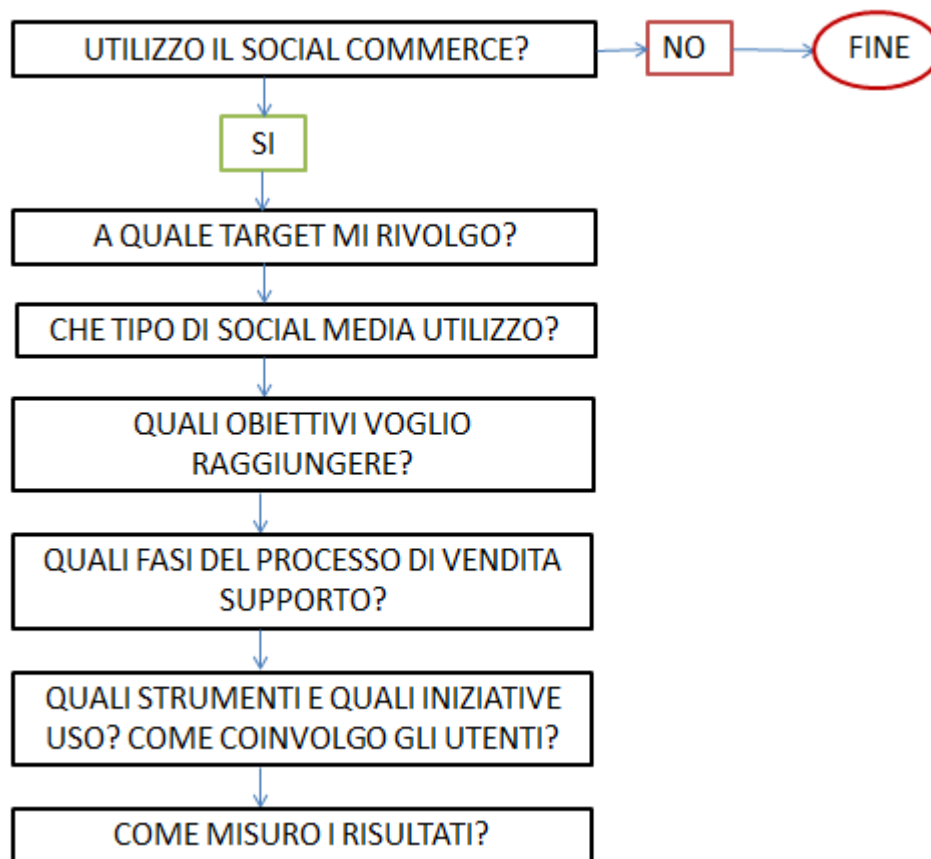 UTILIZZO IL SOCIAL COMMERCE?
NO
FINE
SI
A QUALE TARGET MI RIVOLGO?
CHE TIPO DI SOCIAL MEDIA UTILIZZO?
QUALI OBIETTIVI VOGLIO
RAGGIUNGERE?
QUALI FASI DEL PROCESSO DI VENDITA
SUPPORTO?
QUALI STRUMENTI E QUALI INIZIATIVE
USO? COME COINVOLGO GLI UTENTI?
COME MISURO I RISULTATI?